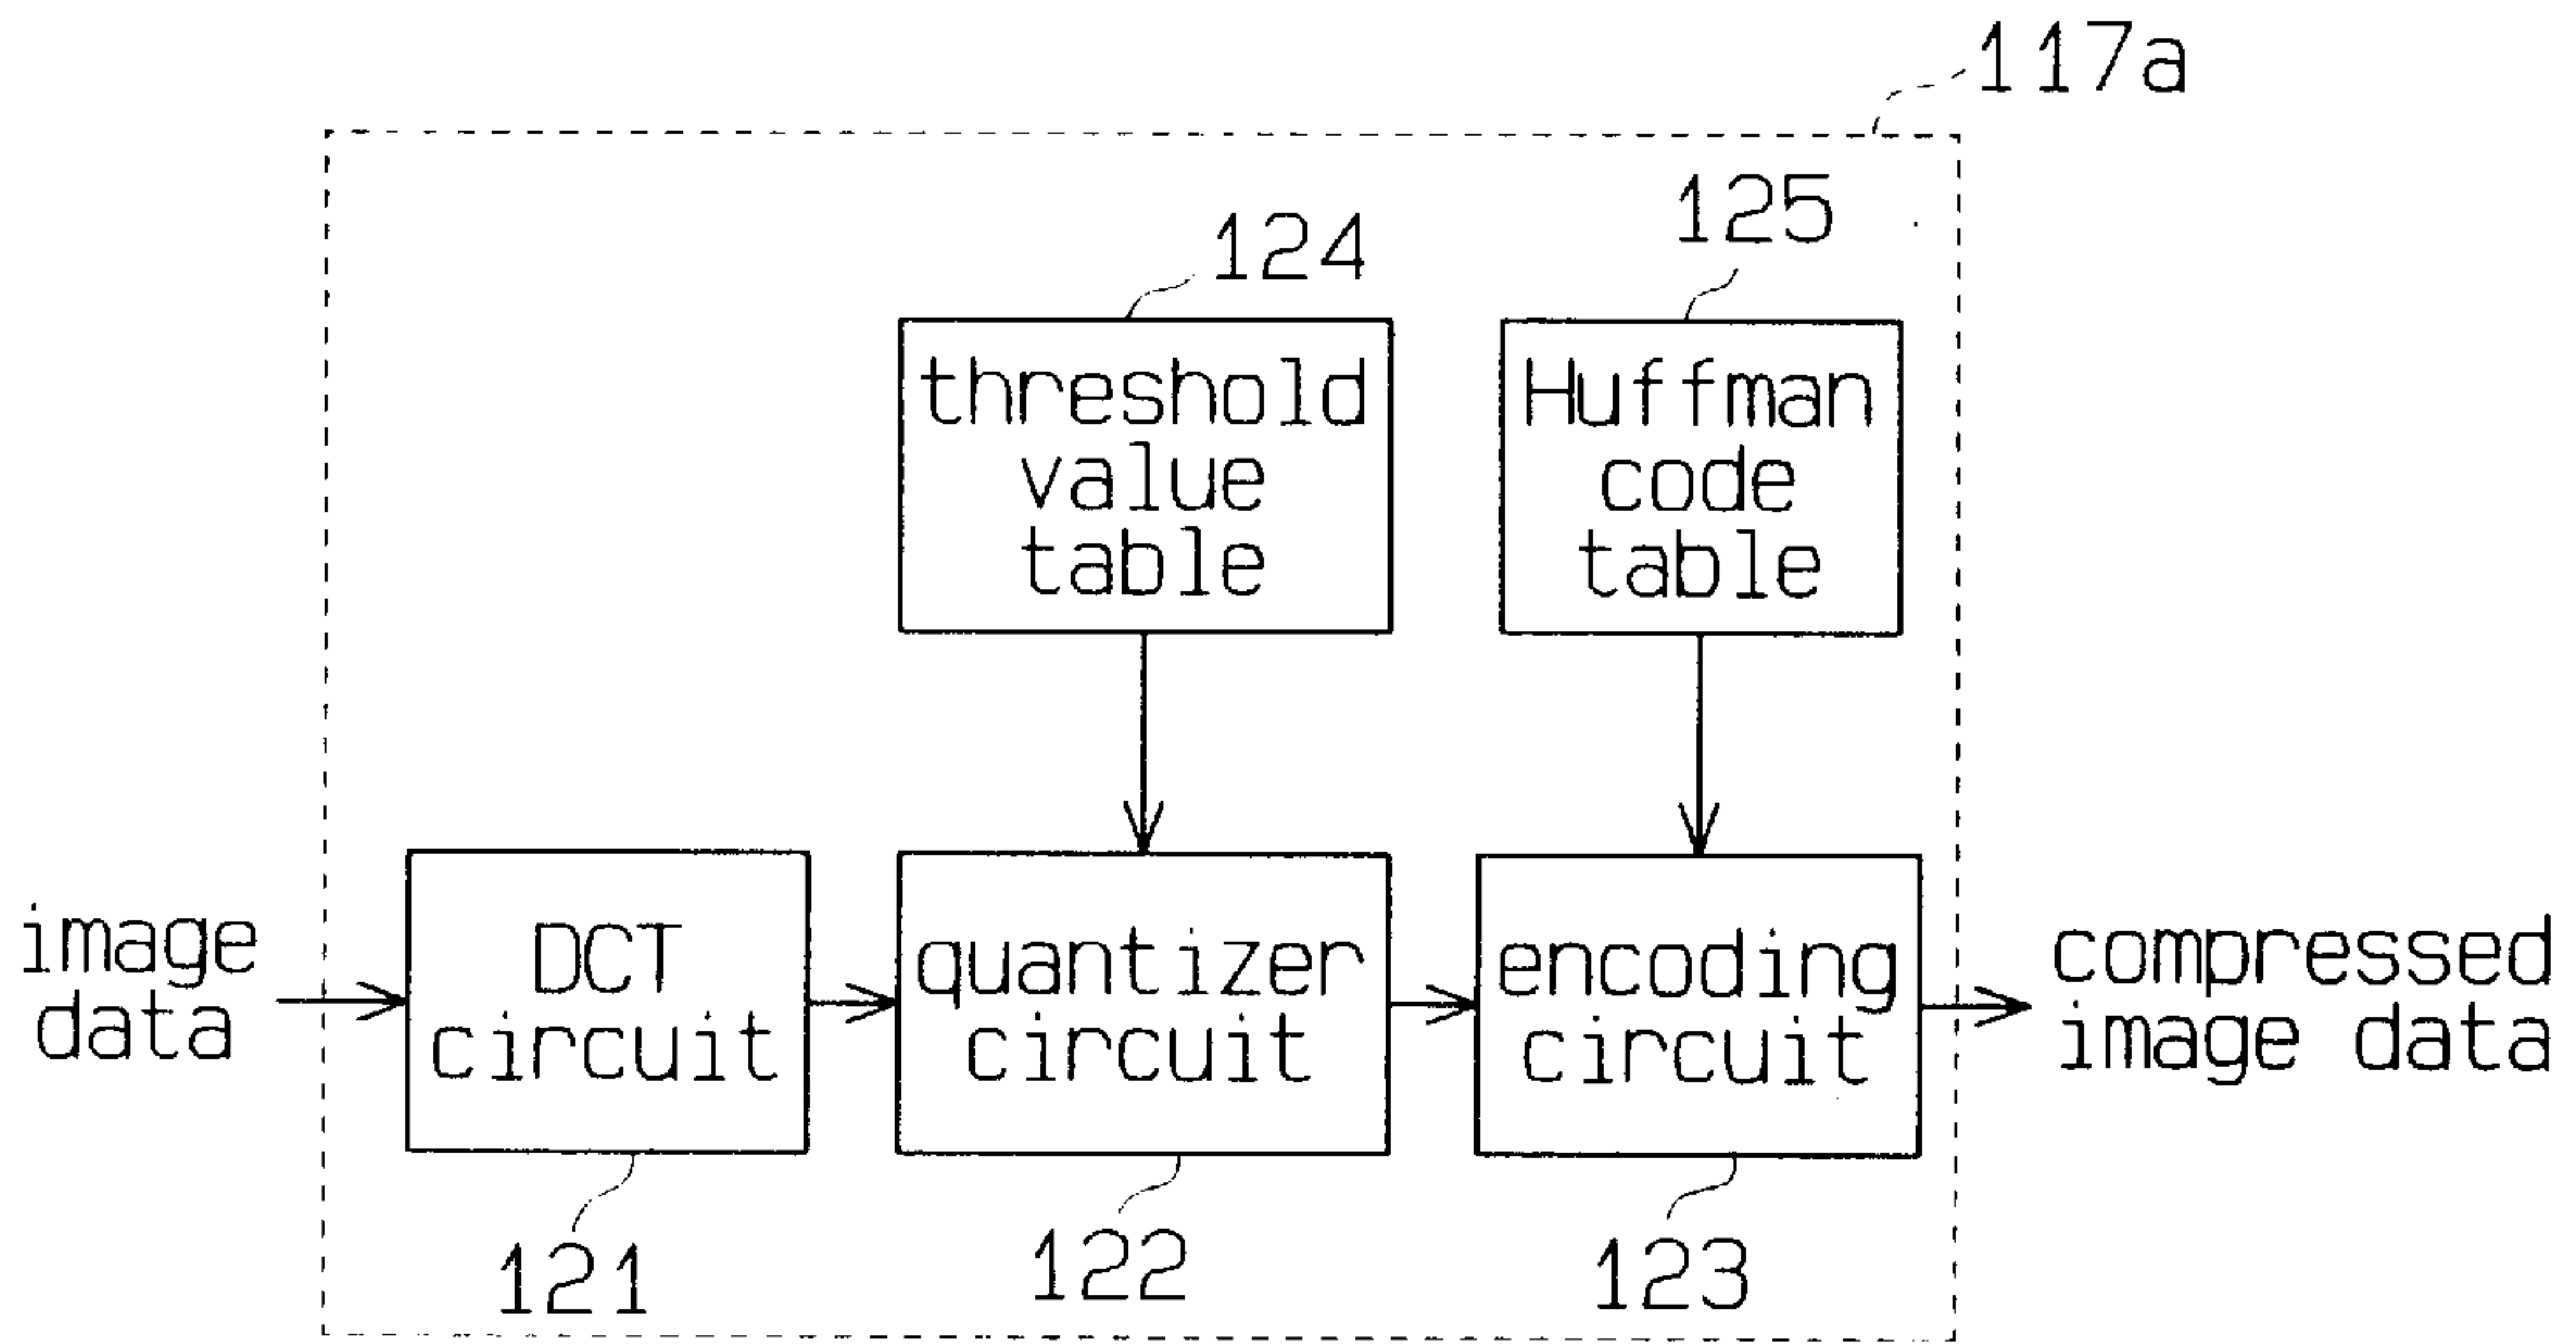 117a
124
125
threshold
value
table
Huffman
code
table
image
data
DCT
circuit
quantizer
circuit
encoding
circuit
compressed
image data
121
122
123